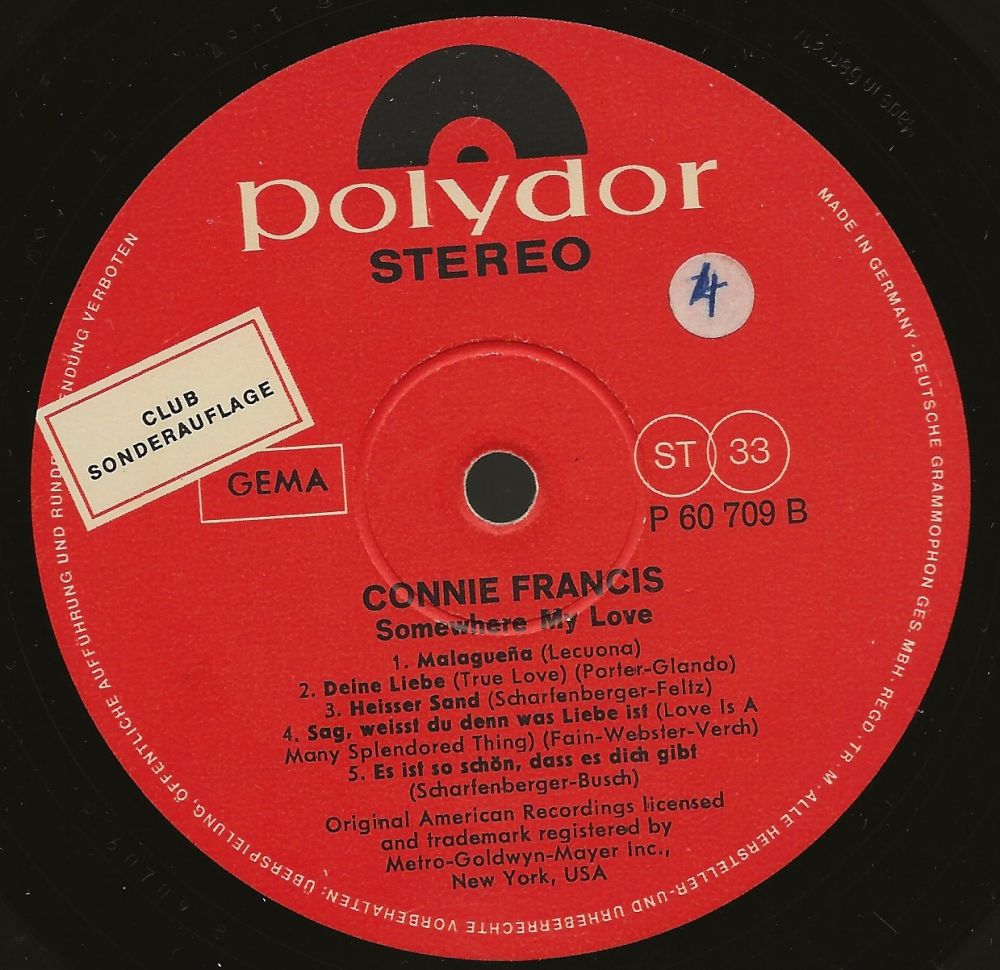 polydor
STEREO
4
CLUB
SONDERAUFLAGE
GEMA
ST 33
P 60 709 B
CONNIE FRANCIS
Somewhere My Love
1. Malagueña (Lecuona)
2. Deine Liebe (True Love) (Porter-Glando)
3. Heisser Sand (Scharfenberger-Feltz)
4. Sag, weisst du denn was Liebe ist (Love Is A
Many Splendored Thing) (Fain-Webster-Verch)
5. Es ist so schön, dass es dich gibt
(Scharfenberger-Busch)
Original American Recordings licensed
and trademark registered by
Metro-Goldwyn-Mayer Inc.,
New York, USA
MADE IN GERMANY · DEUTSCHE GRAMMOPHON GES MBH. REGD. TR. M. ALLE HERSTELLER- UND URHEBERRECHTE VORBEHALTEN: ÜBERSPIELUNG, ÖFFENTLICHE AUFFÜHRUNG UND VERBOTEN